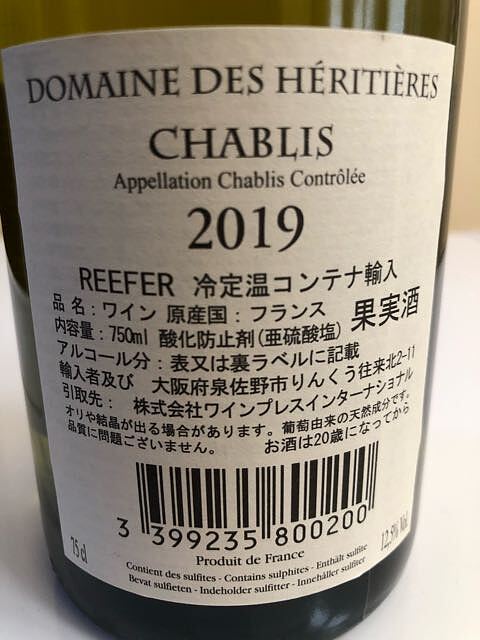 DOMAINE DES HÉRITIÈRES
CHABLIS
Appellation Chablis Contrôlée
2019
REEFER 冷定温コンテナ輸入
品 名：ワイン 原産国：フランス 果実酒
内容量：750ml 酸化防止剤(亜硫酸塩)
アルコール分：表又は裏ラベルに記載
輸入者及び 大阪府泉佐野市りんくう往来北2-11
引取先： 株式会社ワインプレスインターナショナル
オリや結晶が出る場合があります。葡萄由来の天然成分です。
品質に問題ございません。 お酒は20歳になってから
3 399235 800200
75cl
12,5% Vol.
Produit de France
Contient des sulfites - Contains sulphites - Enthält sulfite
Bevat sulfieten - Indeholder sulfitter - Innehåller sulfiter